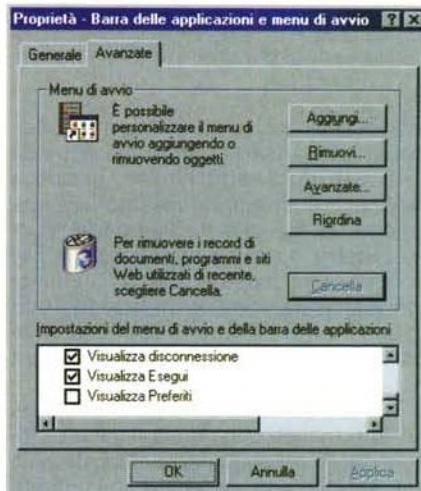 Proprietà - Barra delle applicazioni e menu di avvio
Generale
Avanzate
Menu di avvio
È possibile
personalizzare il menu di
avvio aggiungendo o
rimuovendo oggetti.
Aggiungi...
Rimuovi...
Avanzate...
Riordina
Per rimuovere i record di
documenti, programmi e siti
Web utilizzati di recente,
scegliere Cancella.
Cancella
Impostazioni del menu di avvio e della barra delle applicazioni
Visualizza disconnessione
Visualizza Esegui
Visualizza Preferiti
OK
Annulla
Applica